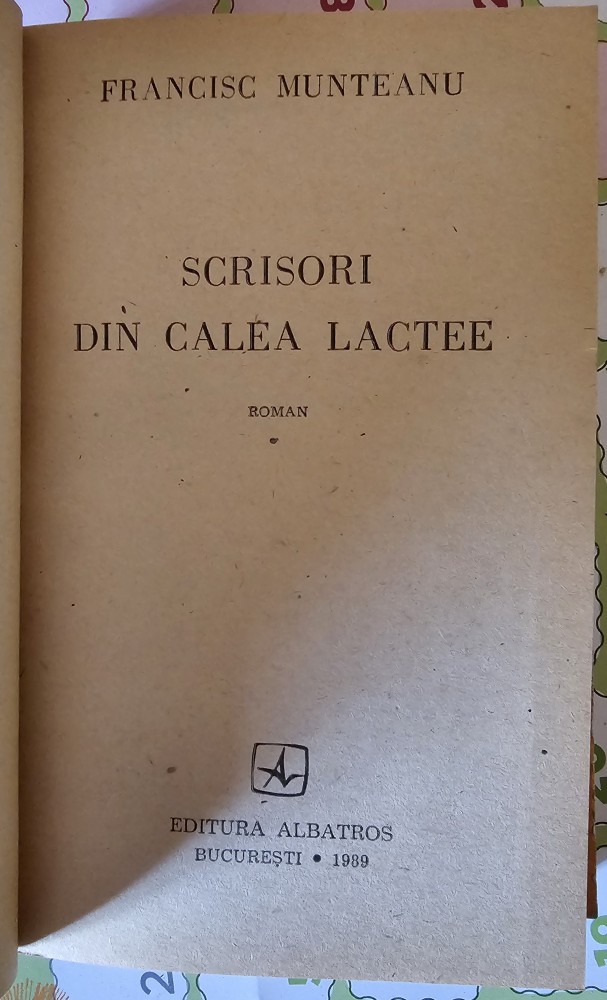 FRANCISC MUNTEANU
SCRISORI
DIN CALEA LACTEE
ROMAN
EDITURA ALBATROS
BUCUREȘTI • 1989